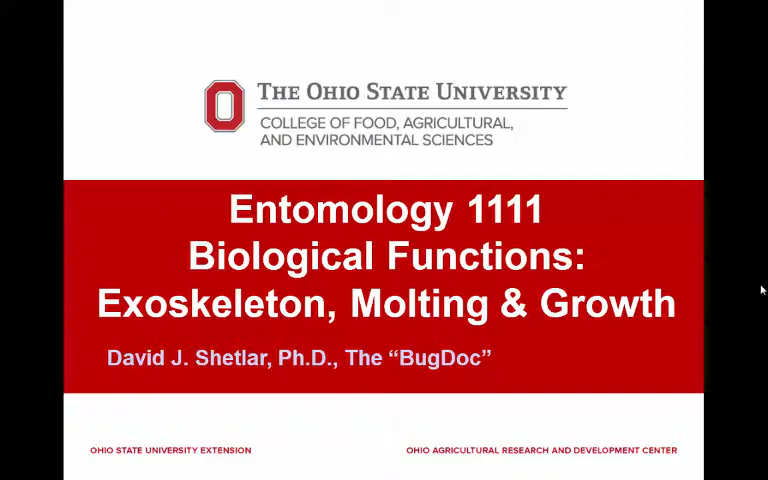 THE OHIO STATE UNIVERSITY
COLLEGE OF FOOD, AGRICULTURAL,
AND ENVIRONMENTAL SCIENCES
Entomology 1111
Biological Functions:
Exoskeleton, Molting & Growth
David J. Shetlar, Ph.D., The “BugDoc”
OHIO STATE UNIVERSITY EXTENSION
OHIO AGRICULTURAL RESEARCH AND DEVELOPMENT CENTER